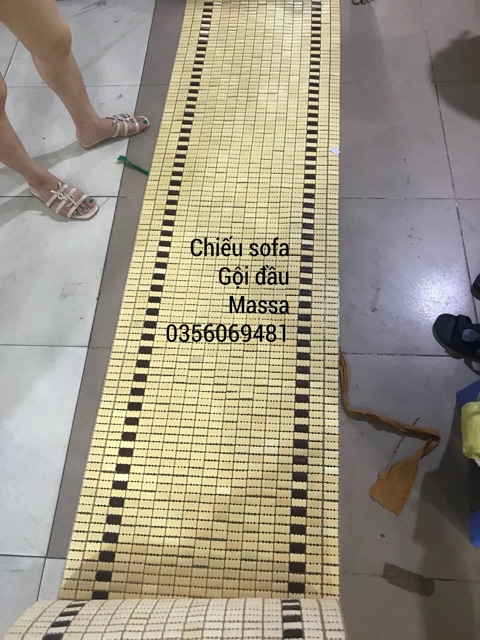 Chiếu sofa
Gội đầu
Massa
0356069481